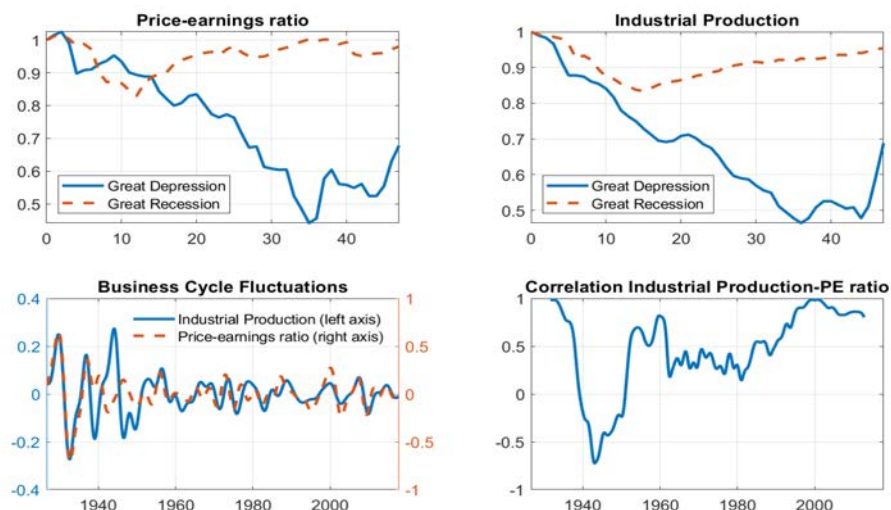 Price-earnings ratio
1
0.9
0.8
0.7
0.6
0.5
Great Depression
Great Recession
0 10 20 30 40
Industrial Production
1
0.9
0.8
0.7
0.6
0.5
Great Depression
Great Recession
0 10 20 30 40
Business Cycle Fluctuations
0.4
0.2
0
-0.2
-0.4
Industrial Production (left axis)
Price-earnings ratio (right axis)
1
0.5
0
-0.5
-1
1940 1960 1980 2000
Correlation Industrial Production-PE ratio
1
0.5
0
-0.5
-1
1940 1960 1980 2000